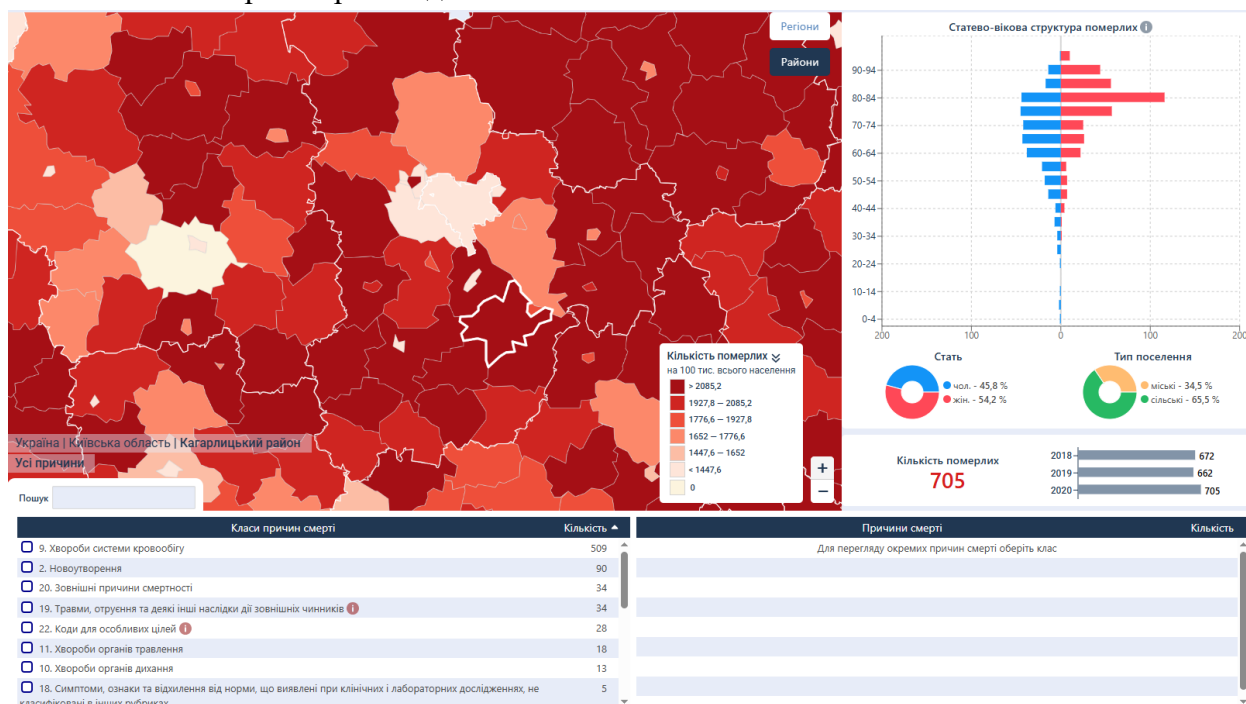 Регіони
Райони
Кількість померлих
на 100 тис. всього населення
> 2085,2
1927,8 – 2085,2
1776,6 – 1927,8
1652 – 1776,6
1447,6 – 1652
< 1447,6
0
+
−
Україна | Київська область | Кагарлицький район
Усі причини
Пошук
Статево-вікова структура померлих i
90-94
80-84
70-74
60-64
50-54
40-44
30-34
20-24
10-14
0-4
200 100 0 100 200
Стать
чол. - 45,8 %
жін. - 54,2 %
Тип поселення
міські - 34,5 %
сільські - 65,5 %
Кількість померлих
705
2018 672
2019 662
2020 705
Класи причин смерті Кількість
9. Хвороби системи кровообігу 509
2. Новоутворення 90
20. Зовнішні причини смертності 34
19. Травми, отруєння та деякі інші наслідки дії зовнішніх чинників i 34
22. Коди для особливих цілей i 28
11. Хвороби органів травлення 18
10. Хвороби органів дихання 13
18. Симптоми, ознаки та відхилення від норми, що виявлені при клінічних і лабораторних дослідженнях, не 5
класифіковані в інших рубриках
Причини смерті Кількість
Для перегляду окремих причин смерті оберіть клас